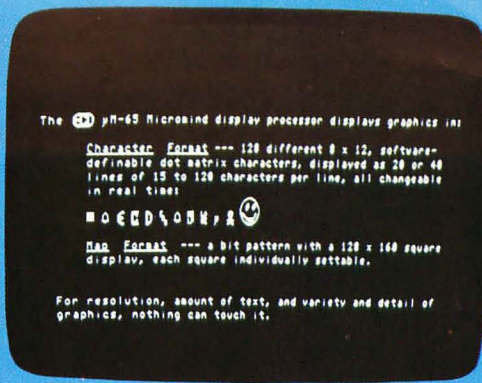 The ECD µM-65 Micromind display processor displays graphics in:
Character Format --- 128 different 8 x 12, software-
definable dot matrix characters, displayed as 20 or 40
lines of 15 to 120 characters per line, all changeable
in real time:
Map Format --- a bit pattern with a 128 x 160 square
display, each square individually settable.
For resolution, amount of text, and variety and detail of
graphics, nothing can touch it.